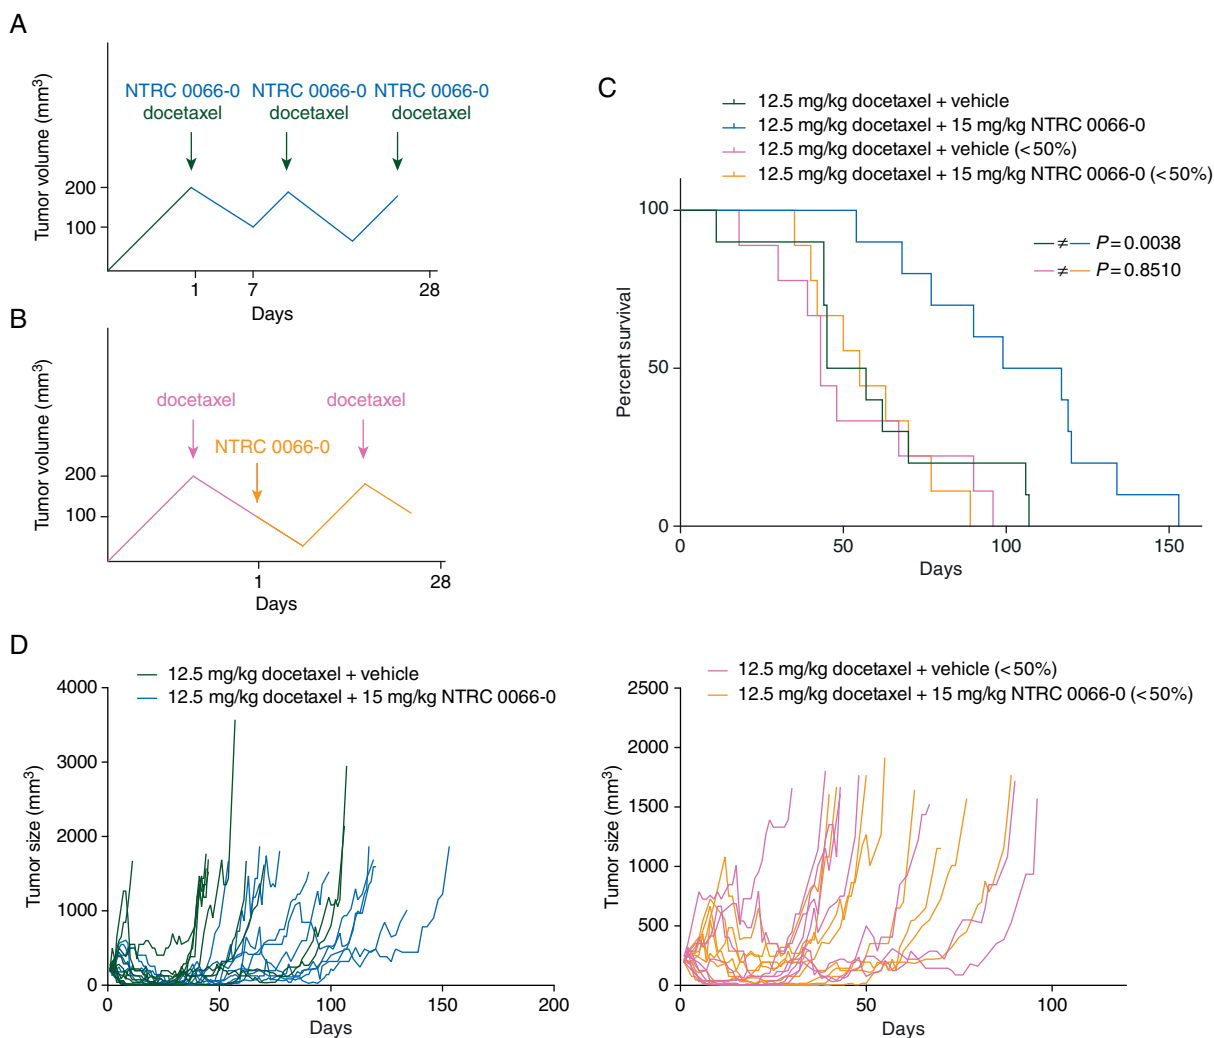 A
Tumor volume (mm³)
NTRC 0066-0 NTRC 0066-0 NTRC 0066-0
docetaxel docetaxel docetaxel
200
100
1 7 28
Days
B
Tumor volume (mm³)
docetaxel docetaxel
NTRC 0066-0
200
100
1 28
Days
C
12.5 mg/kg docetaxel + vehicle
12.5 mg/kg docetaxel + 15 mg/kg NTRC 0066-0
12.5 mg/kg docetaxel + vehicle (<50%)
12.5 mg/kg docetaxel + 15 mg/kg NTRC 0066-0 (<50%)
Percent survival
100
50
0
≠ P=0.0038
≠ P=0.8510
0 50 100 150
Days
D
12.5 mg/kg docetaxel + vehicle
12.5 mg/kg docetaxel + 15 mg/kg NTRC 0066-0
Tumor size (mm³)
4000
3000
2000
1000
0
0 50 100 150 200
Days
12.5 mg/kg docetaxel + vehicle (<50%)
12.5 mg/kg docetaxel + 15 mg/kg NTRC 0066-0 (<50%)
Tumor size (mm³)
2500
2000
1500
1000
500
0
0 50 100
Days